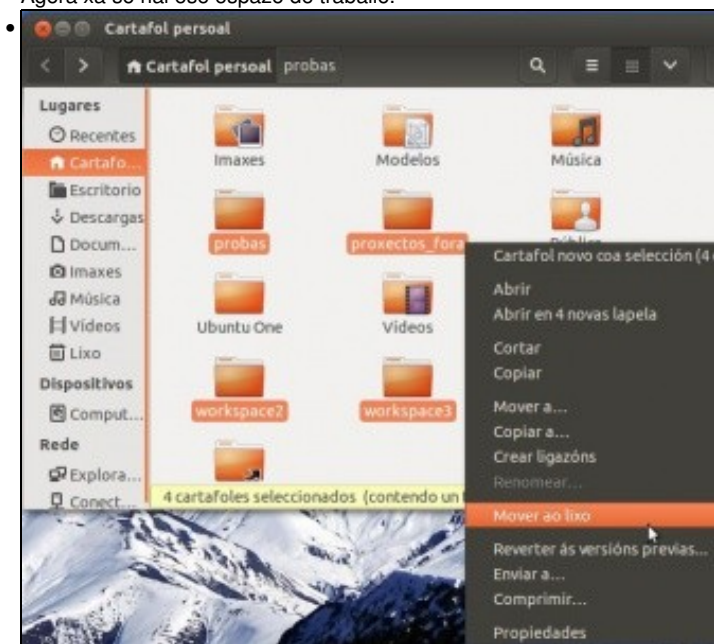 Agora xa se hai ese espazo de traballo.
Cartafol persoal
Cartafol persoal probas
Lugares
Recentes
Cartafo...
Escritorio
Descargas
Docum...
Imaxes
Música
Vídeos
Lixo
Dispositivos
Comput...
Rede
Explora...
Conect...
Imaxes Modelos Música
probas proxectos_fora Público
Ubuntu One Vídeos
workspace2 workspace3
4 cartafoles seleccionados (contendo un
Cartafol novo coa selección (4
Abrir
Abrir en 4 novas lapela
Cortar
Copiar
Mover a...
Copiar a...
Crear ligazóns
Renomear...
Mover ao lixo
Reverter ás versións previas...
Enviar a...
Comprimir...
Propiedades